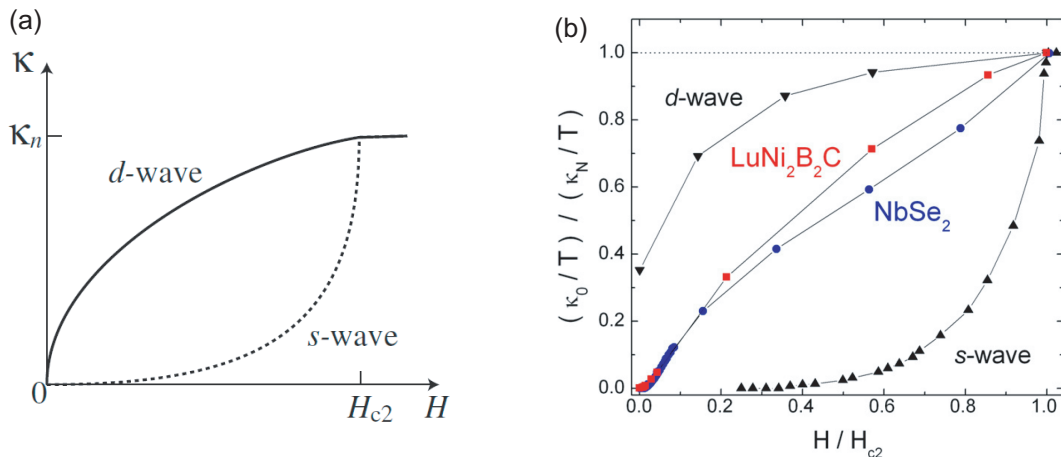 (a)
κ
κn
d-wave
s-wave
0
Hc2
H
(b)
1.0
0.8
0.6
0.4
0.2
0.0
(κ0/T) / (κN/T)
d-wave
LuNi2B2C
NbSe2
s-wave
0.0 0.2 0.4 0.6 0.8 1.0
H / Hc2